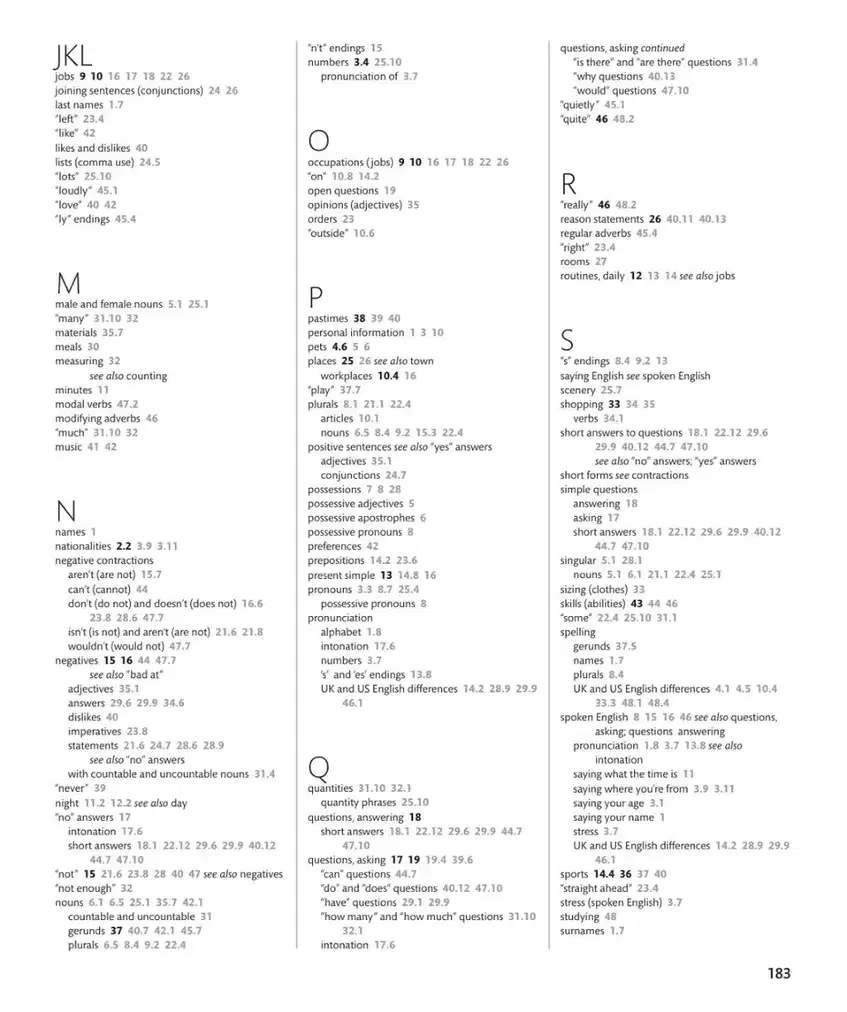 JKL
jobs 9 10 16 17 18 22 26
joining sentences (conjunctions) 24 26
last names 1.7
“left” 23.4
“like” 42
likes and dislikes 40
lists (comma use) 24.5
“lots” 25.10
“loudly” 45.1
“love” 40 42
“ly” endings 45.4
M
male and female nouns 5.1 25.1
“many” 31.10 32
materials 35.7
meals 30
measuring 32
see also counting
minutes 11
modal verbs 47.2
modifying adverbs 46
“much” 31.10 32
music 41 42
N
names 1
nationalities 2.2 3.9 3.11
negative contractions
aren’t (are not) 15.7
can’t (cannot) 44
don’t (do not) and doesn’t (does not) 16.6
23.8 28.6 47.7
isn’t (is not) and aren’t (are not) 21.6 21.8
wouldn’t (would not) 47.7
negatives 15 16 44 47.7
see also “bad at”
adjectives 35.1
answers 29.6 29.9 34.6
dislikes 40
imperatives 23.8
statements 21.6 24.7 28.6 28.9
see also “no” answers
with countable and uncountable nouns 31.4
“never” 39
night 11.2 12.2 see also day
“no” answers 17
intonation 17.6
short answers 18.1 22.12 29.6 29.9 40.12
44.7 47.10
“not” 15 21.6 23.8 28 40 47 see also negatives
“not enough” 32
nouns 6.1 6.5 25.1 35.7 42.1
countable and uncountable 31
gerunds 37 40.7 42.1 45.7
plurals 6.5 8.4 9.2 22.4
“n’t” endings 15
numbers 3.4 25.10
pronunciation of 3.7
O
occupations (jobs) 9 10 16 17 18 22 26
“on” 10.8 14.2
open questions 19
opinions (adjectives) 35
orders 23
“outside” 10.6
P
pastimes 38 39 40
personal information 1 3 10
pets 4.6 5 6
places 25 26 see also town
workplaces 10.4 16
“play” 37.7
plurals 8.1 21.1 22.4
articles 10.1
nouns 6.5 8.4 9.2 15.3 22.4
positive sentences see also “yes” answers
adjectives 35.1
conjunctions 24.7
possessions 7 8 28
possessive adjectives 5
possessive apostrophes 6
possessive pronouns 8
preferences 42
prepositions 14.2 23.6
present simple 13 14.8 16
pronouns 3.3 8.7 25.4
possessive pronouns 8
pronunciation
alphabet 1.8
intonation 17.6
numbers 3.7
‘s’ and ‘es’ endings 13.8
UK and US English differences 14.2 28.9 29.9
46.1
Q
quantities 31.10 32.1
quantity phrases 25.10
questions, answering 18
short answers 18.1 22.12 29.6 29.9 44.7
47.10
questions, asking 17 19 19.4 39.6
“can” questions 44.7
“do” and “does” questions 40.12 47.10
“have” questions 29.1 29.9
“how many” and “how much” questions 31.10
32.1
intonation 17.6
questions, asking continued
“is there” and “are there” questions 31.4
“why questions 40.13
“would” questions 47.10
“quietly” 45.1
“quite” 46 48.2
R
“really” 46 48.2
reason statements 26 40.11 40.13
regular adverbs 45.4
“right” 23.4
rooms 27
routines, daily 12 13 14 see also jobs
S
“s” endings 8.4 9.2 13
saying English see spoken English
scenery 25.7
shopping 33 34 35
verbs 34.1
short answers to questions 18.1 22.12 29.6
29.9 40.12 44.7 47.10
see also “no” answers; “yes” answers
short forms see contractions
simple questions
answering 18
asking 17
short answers 18.1 22.12 29.6 29.9 40.12
44.7 47.10
singular 5.1 28.1
nouns 5.1 6.1 21.1 22.4 25.1
sizing (clothes) 33
skills (abilities) 43 44 46
“some” 22.4 25.10 31.1
spelling
gerunds 37.5
names 1.7
plurals 8.4
UK and US English differences 4.1 4.5 10.4
33.3 48.1 48.4
spoken English 8 15 16 46 see also questions,
asking; questions answering
pronunciation 1.8 3.7 13.8 see also
intonation
saying what the time is 11
saying where you’re from 3.9 3.11
saying your age 3.1
saying your name 1
stress 3.7
UK and US English differences 14.2 28.9 29.9
46.1
sports 14.4 36 37 40
“straight ahead” 23.4
stress (spoken English) 3.7
studying 48
surnames 1.7
183